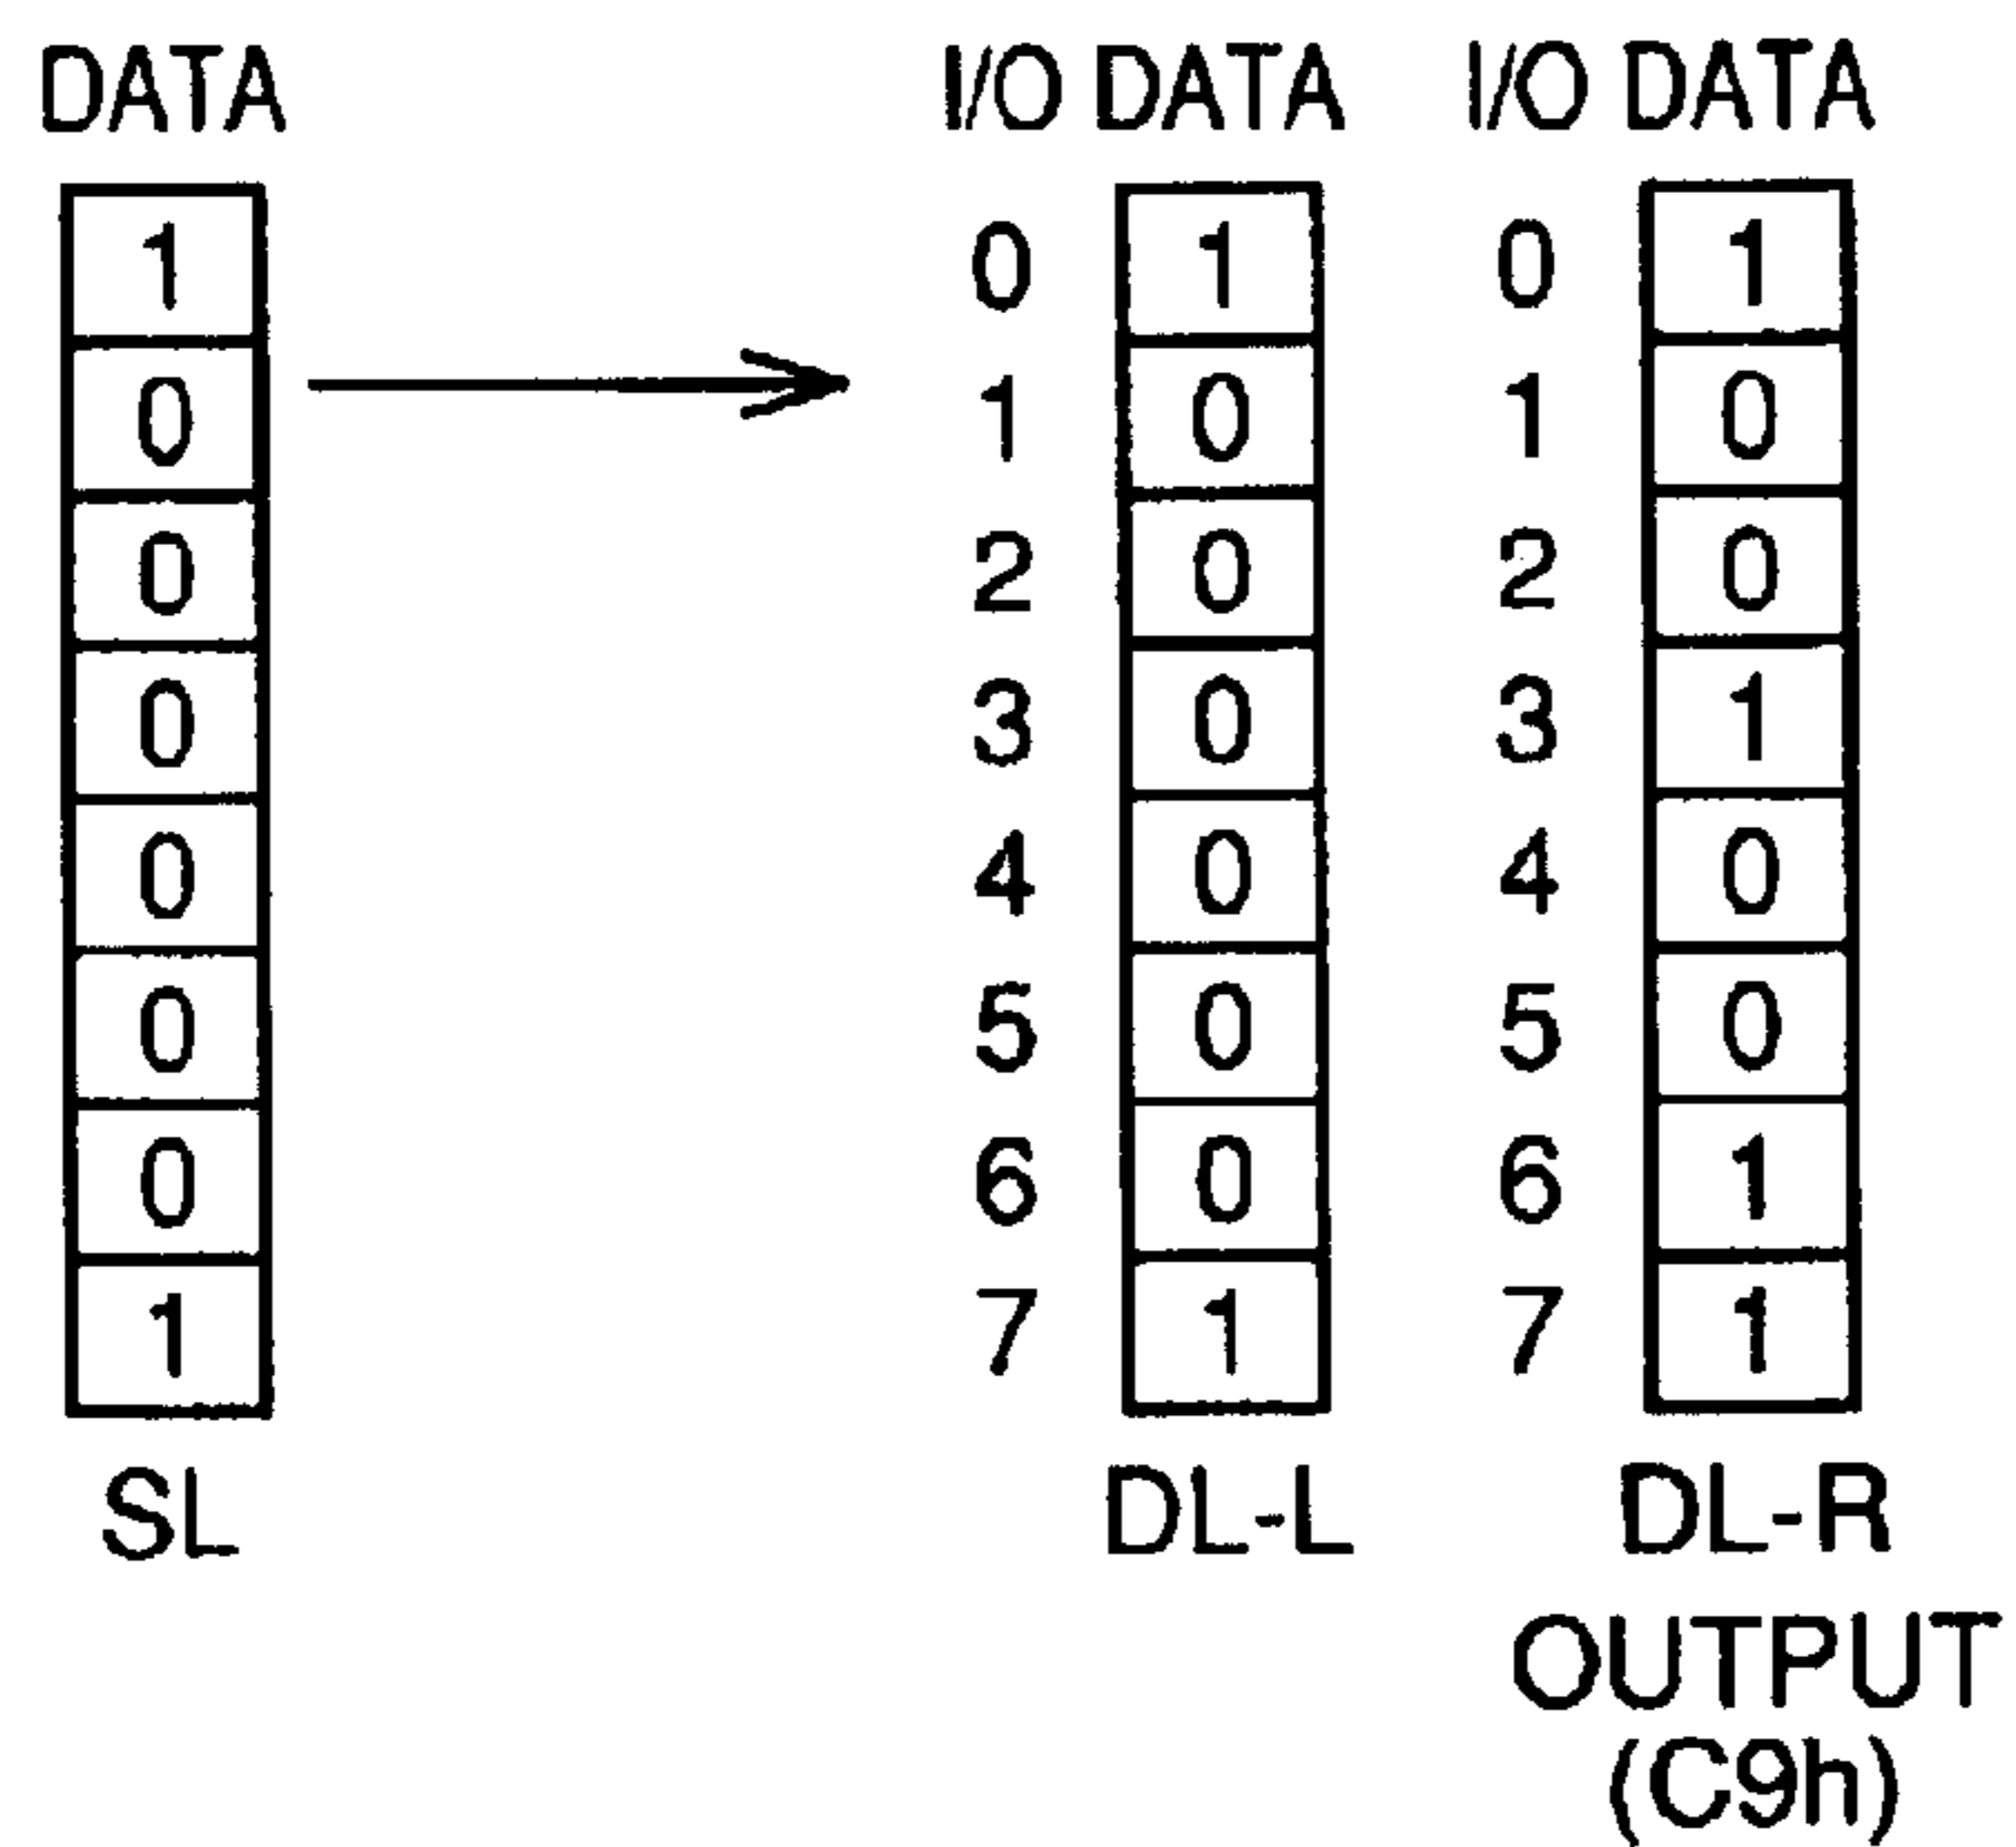 DATA I/O DATA I/O DATA
1 0 1 0 1
0 1 0 1 0
0 2 0 2 0
0 3 0 3 1
0 4 0 4 0
0 5 0 5 0
0 6 0 6 1
1 7 1 7 1
SL DL-L DL-R
OUTPUT
(C9h)